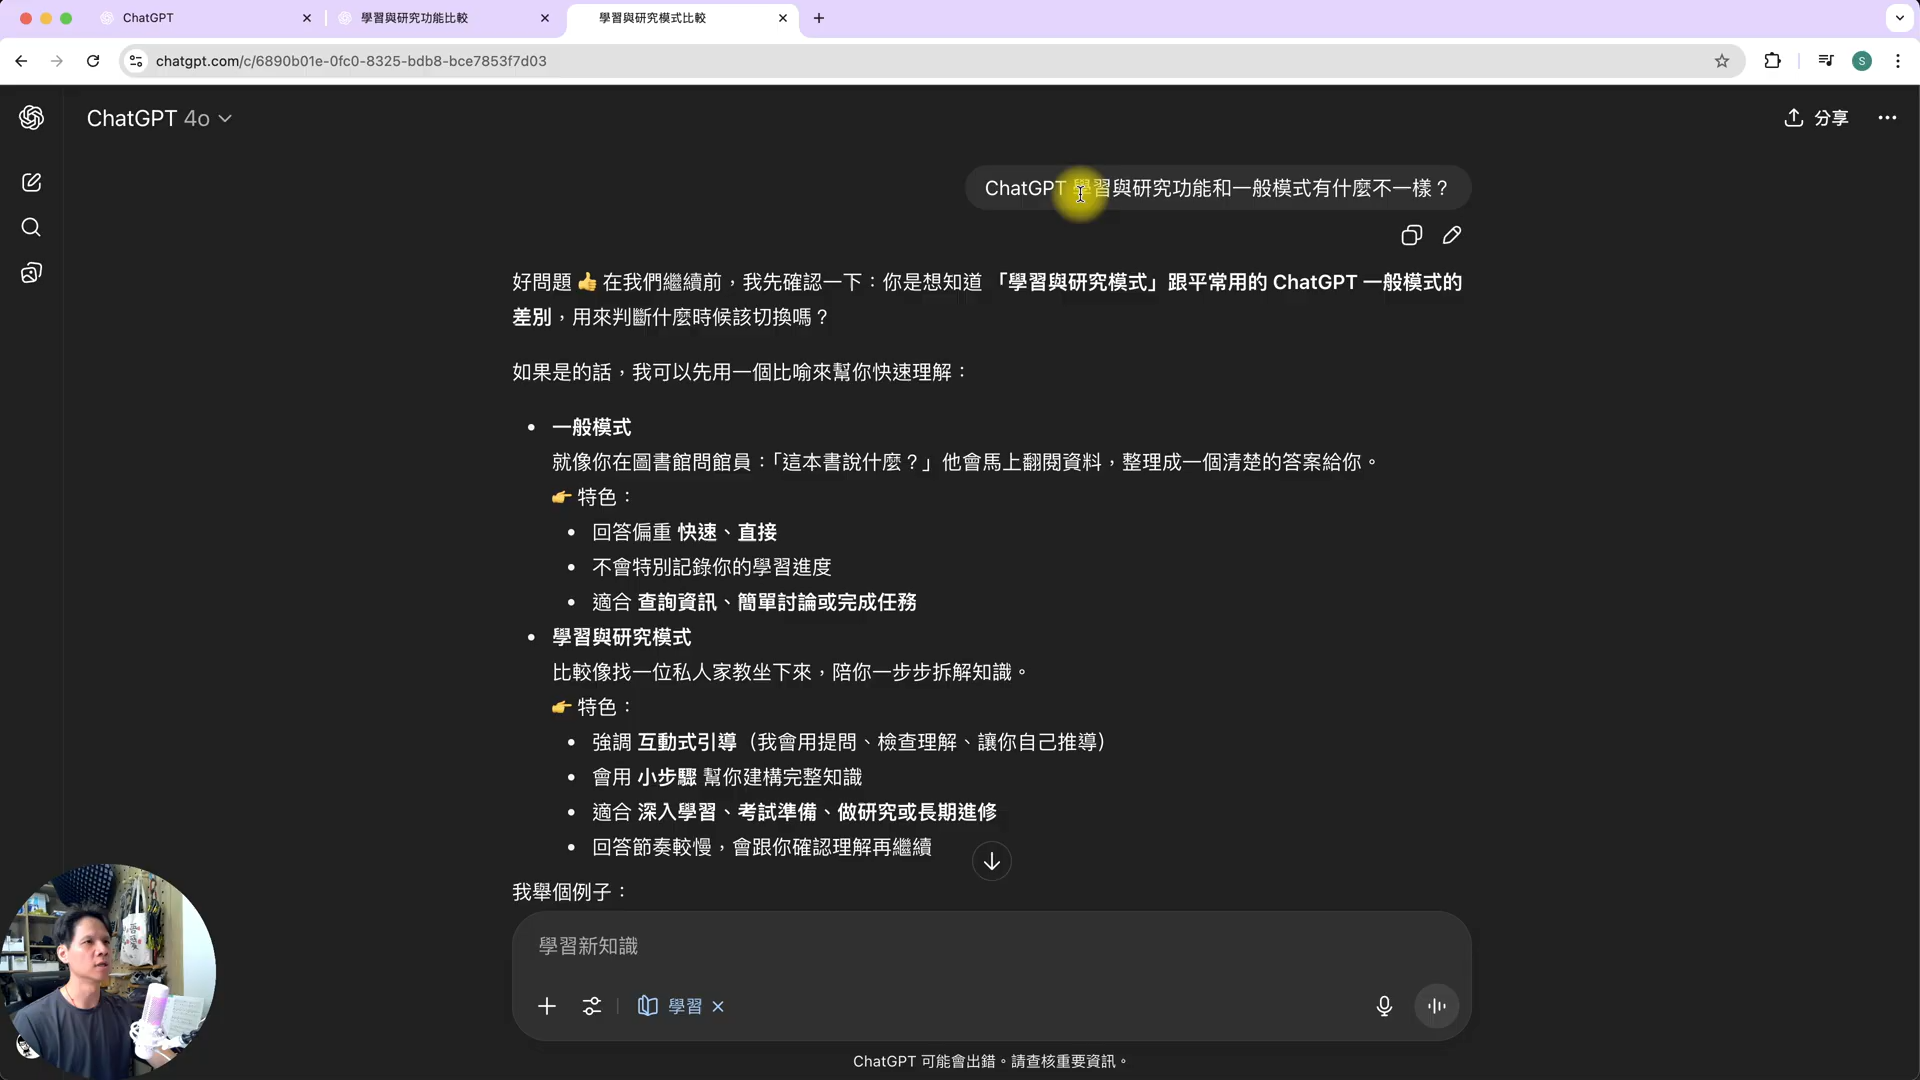 ChatGPT
學習與研究功能比較
學習與研究模式比較
chatgpt.com/c/6890b01e-0fc0-8325-bdb8-bce7853f7d03
S
ChatGPT 4o
分享
ChatGPT 學習與研究功能和一般模式有什麼不一樣？
好問題 👍 在我們繼續前，我先確認一下：你是想知道 「學習與研究模式」跟平常用的 ChatGPT 一般模式的
差別，用來判斷什麼時候該切換嗎？
如果是的話，我可以先用一個比喻來幫你快速理解：
• 一般模式
就像你在圖書館問館員：「這本書說什麼？」他會馬上翻閱資料，整理成一個清楚的答案給你。
👉 特色：
• 回答偏重 快速、直接
• 不會特別記錄你的學習進度
• 適合 查詢資訊、簡單討論或完成任務
• 學習與研究模式
比較像找一位私人家教坐下來，陪你一步步拆解知識。
👉 特色：
• 強調 互動式引導（我會用提問、檢查理解、讓你自己推導）
• 會用 小步驟 幫你建構完整知識
• 適合 深入學習、考試準備、做研究或長期進修
• 回答節奏較慢，會跟你確認理解再繼續
我舉個例子：
學習新知識
學習
ChatGPT 可能會出錯。請查核重要資訊。